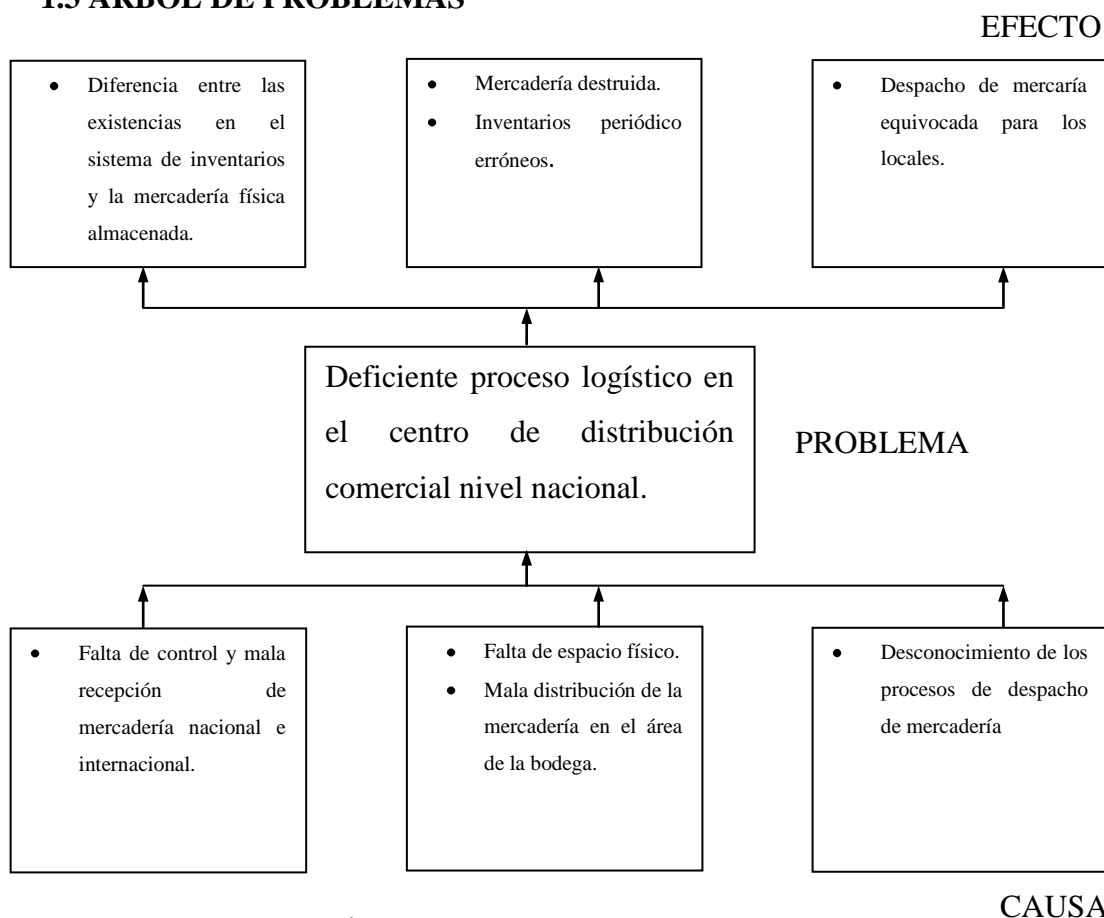 1.5 ARBOL DE PROBLEMAS
EFECTO
• Diferencia entre las
existencias en el
sistema de inventarios
y la mercadería física
almacenada.
• Mercadería destruida.
• Inventarios periódico
erróneos.
• Despacho de mercaría
equivocada para los
locales.
Deficiente proceso logístico en
el centro de distribución
comercial nivel nacional.
PROBLEMA
• Falta de control y mala
recepción de
mercadería nacional e
internacional.
• Falta de espacio físico.
• Mala distribución de la
mercadería en el área
de la bodega.
• Desconocimiento de los
procesos de despacho
de mercadería
CAUSA